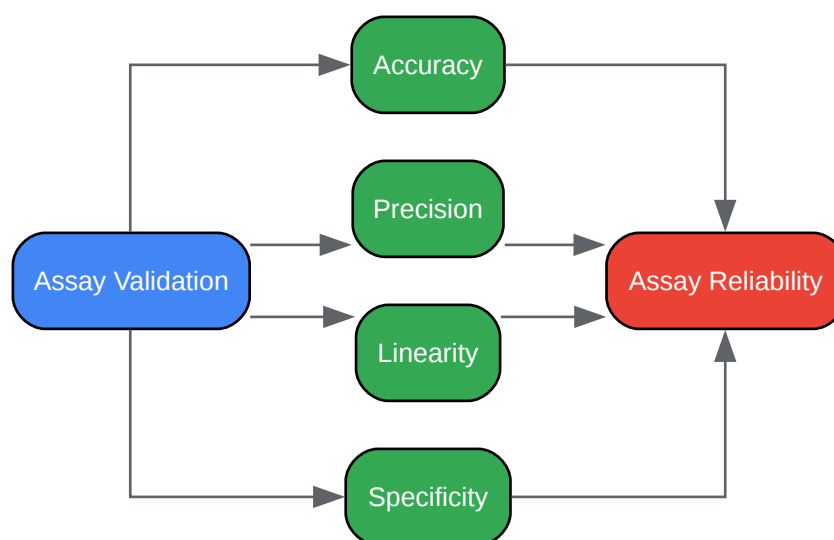 Accuracy
Precision
Assay Validation
Assay Reliability
Linearity
Specificity